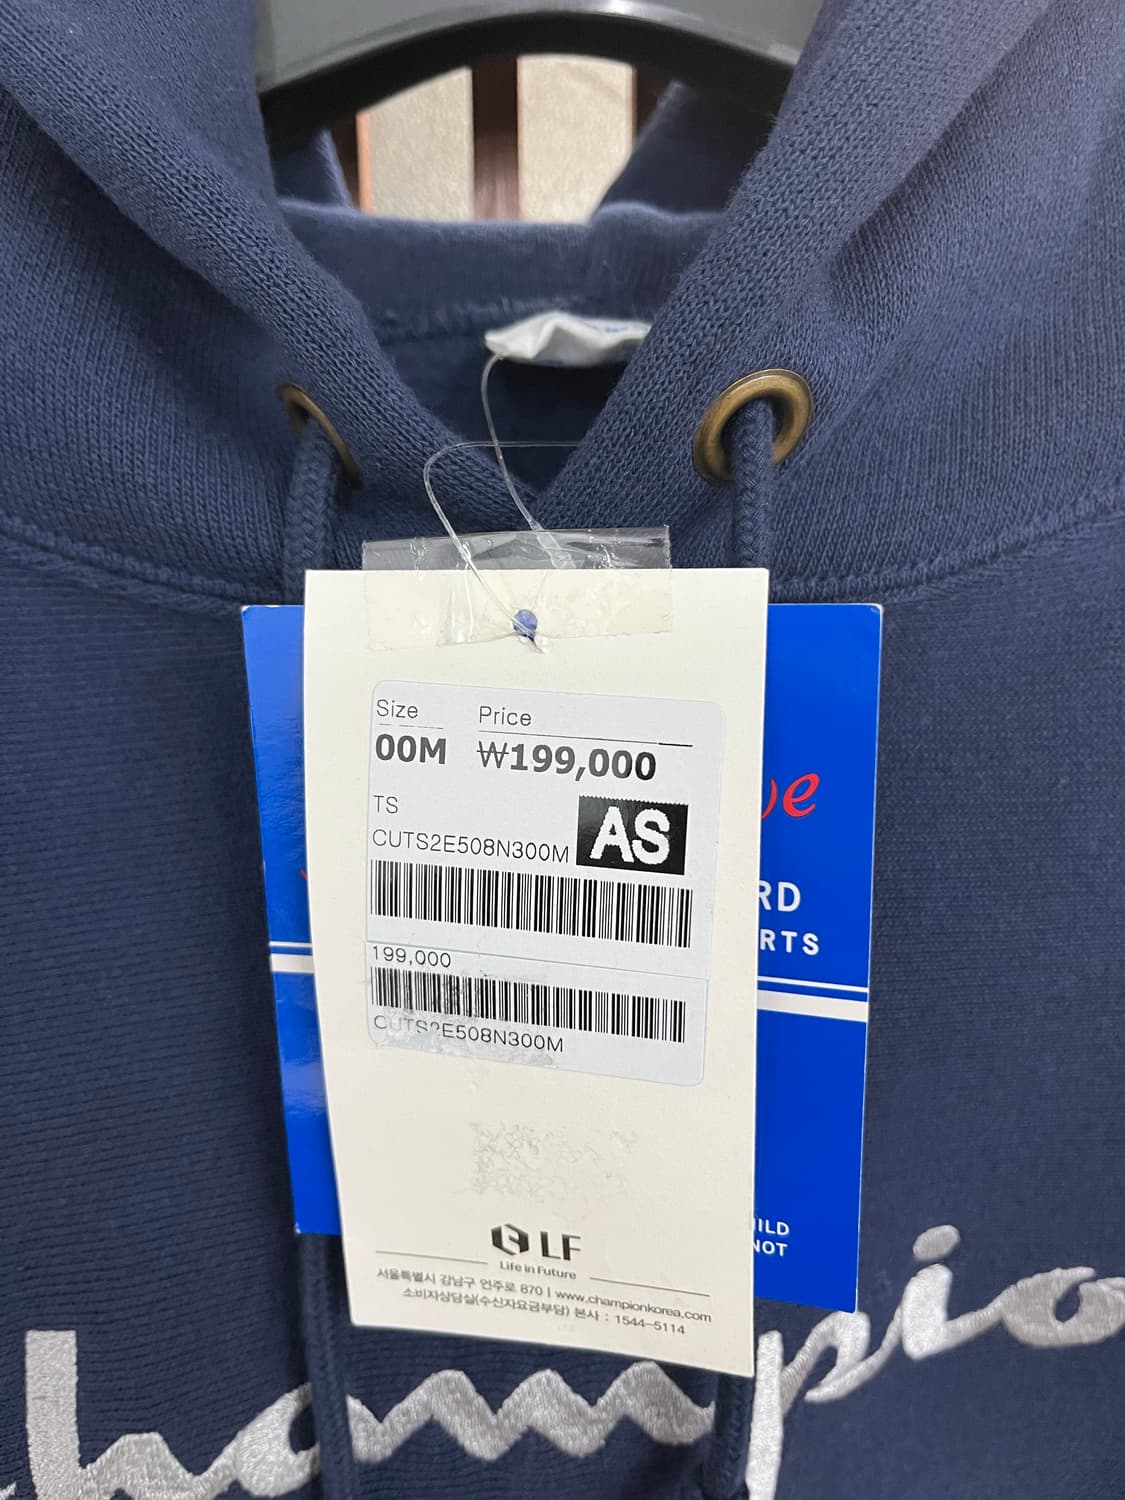 Size Price
00M ₩199,000
TS
AS
CUTS2E508N300M
199,000
CUTS2E508N300M
RD
RTS
LF
Life in Future
서울특별시 강남구 언주로 870 | www.championkorea.com
소비자상담실(수신자요금부담) 본사 : 1544-5114
ILD
NOT
hampio